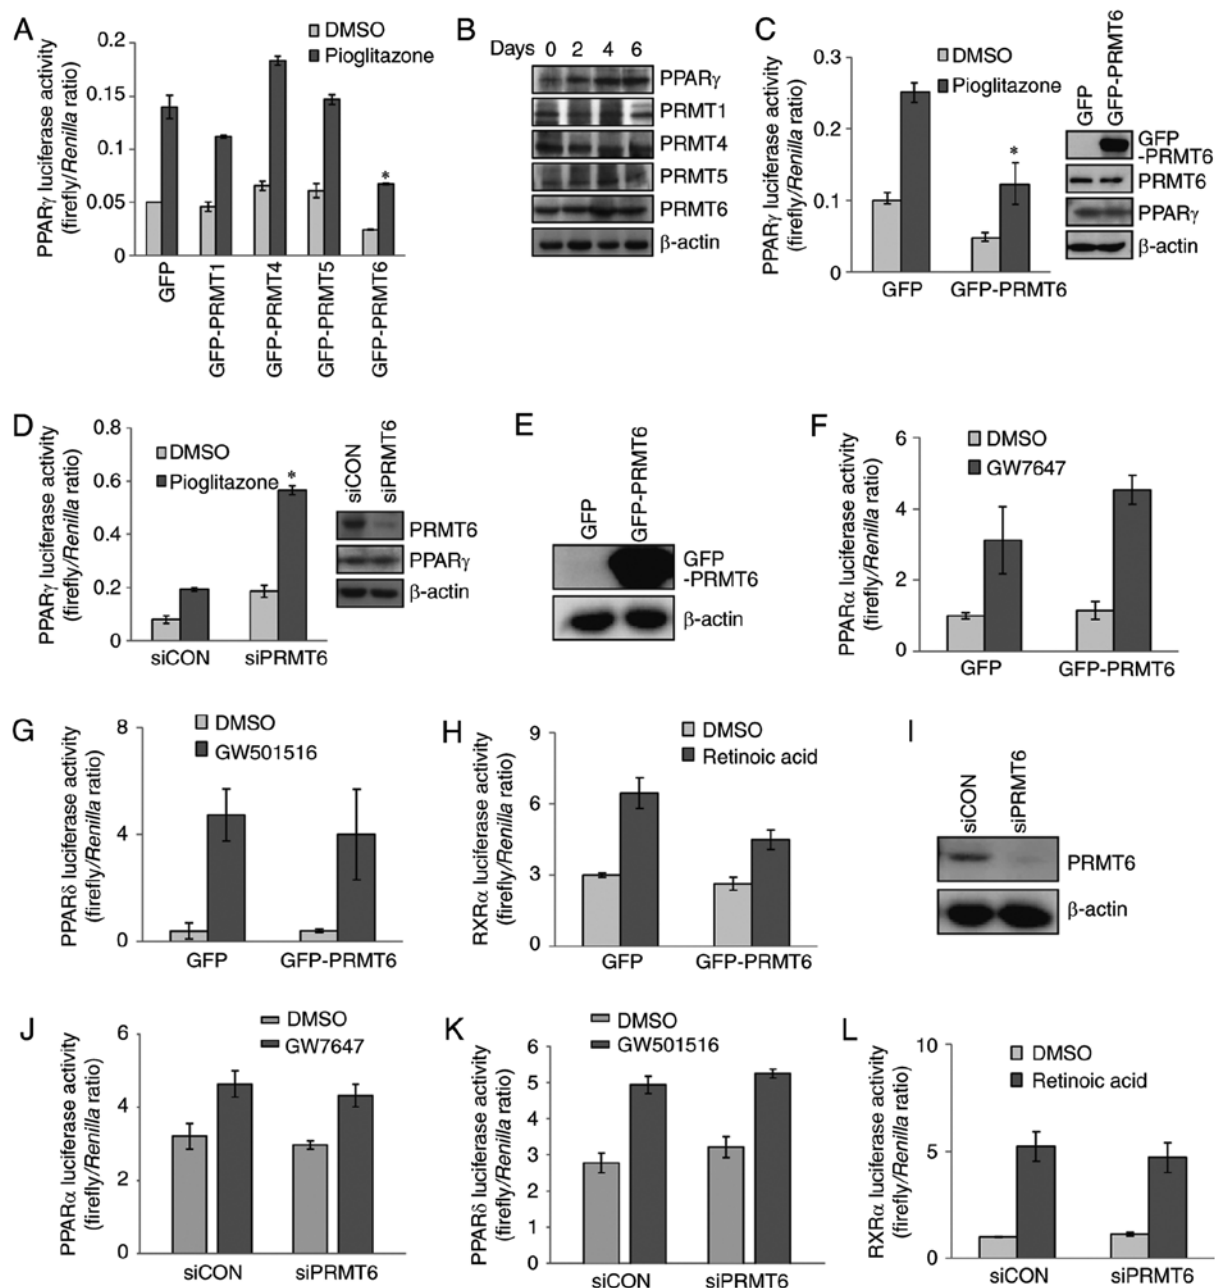 A
PPARγ luciferase activity
(firefly/Renilla ratio)
DMSO
Pioglitazone
0.2
0.15
0.1
0.05
0
*
GFP
GFP-PRMT1
GFP-PRMT4
GFP-PRMT5
GFP-PRMT6
B
Days 0 2 4 6
PPARγ
PRMT1
PRMT4
PRMT5
PRMT6
β-actin
C
PPARγ luciferase activity
(firefly/Renilla ratio)
DMSO
Pioglitazone
0.3
0.2
0.1
0
*
GFP GFP-PRMT6
GFP
GFP-PRMT6
GFP
-PRMT6
PRMT6
PPARγ
β-actin
D
PPARγ luciferase activity
(firefly/Renilla ratio)
DMSO
Pioglitazone
0.8
0.6
0.4
0.2
0
*
siCON siPRMT6
siCON
siPRMT6
PRMT6
PPARγ
β-actin
E
GFP
GFP-PRMT6
GFP
-PRMT6
β-actin
F
PPARα luciferase activity
(firefly/Renilla ratio)
DMSO
GW7647
6
4
2
0
GFP GFP-PRMT6
G
PPARδ luciferase activity
(firefly/Renilla ratio)
DMSO
GW501516
8
4
0
GFP GFP-PRMT6
H
RXRα luciferase activity
(firefly/Renilla ratio)
DMSO
Retinoic acid
9
6
3
0
GFP GFP-PRMT6
I
siCON
siPRMT6
PRMT6
β-actin
J
PPARα luciferase activity
(firefly/Renilla ratio)
DMSO
GW7647
6
4
2
0
siCON siPRMT6
K
PPARδ luciferase activity
(firefly/Renilla ratio)
DMSO
GW501516
6
5
4
3
2
1
0
siCON siPRMT6
L
RXRα luciferase activity
(firefly/Renilla ratio)
DMSO
Retinoic acid
10
5
0
siCON siPRMT6